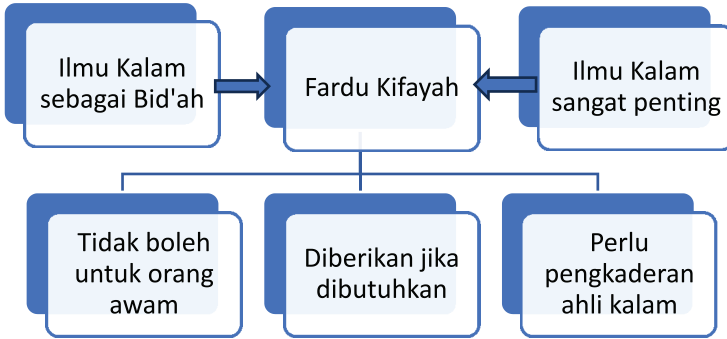 Ilmu Kalam
sebagai Bid'ah
Fardu Kifayah
Ilmu Kalam
sangat penting
Tidak boleh
untuk orang
awam
Diberikan jika
dibutuhkan
Perlu
pengkaderan
ahli kalam